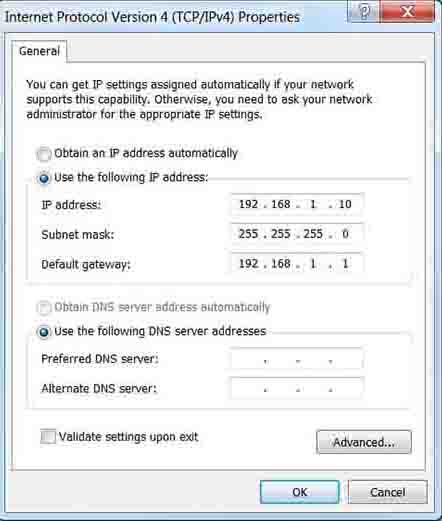 Internet Protocol Version 4 (TCP/IPv4) Properties
General
You can get IP settings assigned automatically if your network
supports this capability. Otherwise, you need to ask your network
administrator for the appropriate IP settings.
Obtain an IP address automatically
Use the following IP address:
IP address: 192 . 168 . 1 . 10
Subnet mask: 255 . 255 . 255 . 0
Default gateway: 192 . 168 . 1 . 1
Obtain DNS server address automatically
Use the following DNS server addresses
Preferred DNS server: . . .
Alternate DNS server: . . .
Validate settings upon exit
Advanced...
OK Cancel